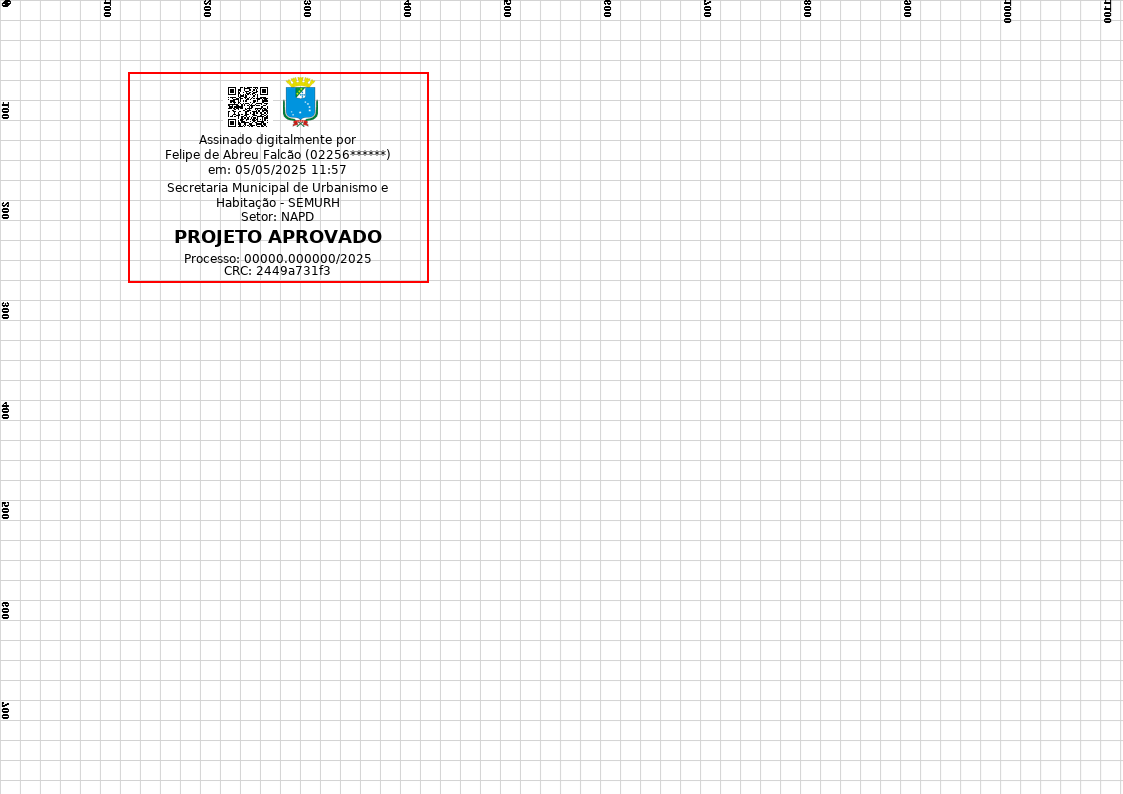 0 100 200 300 400 500 600 700 800 900 1000 1100
100
200
300
400
500
600
700
Assinado digitalmente por
Felipe de Abreu Falcão (02256******)
em: 05/05/2025 11:57
Secretaria Municipal de Urbanismo e
Habitação - SEMURH
Setor: NAPD
PROJETO APROVADO
Processo: 00000.000000/2025
CRC: 2449a731f3